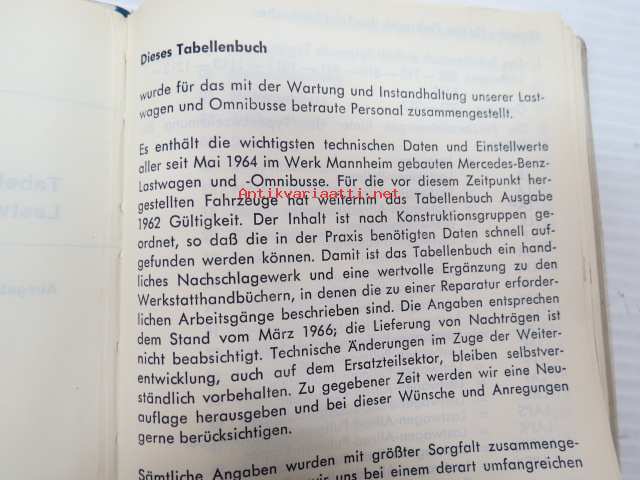 Dieses Tabellenbuch
wurde für das mit der Wartung und Instandhaltung unserer Last-
wagen und Omnibusse betraute Personal zusammengestellt.
Es enthält die wichtigsten technischen Daten und Einstellwerte
aller seit Mai 1964 im Werk Mannheim gebauten Mercedes-Benz-
Lastwagen und -Omnibusse. Für die vor diesem Zeitpunkt her-
Antikvariaatti.net
gestellten Fahrzeuge hat weiterhin das Tabellenbuch Ausgabe
1962 Gültigkeit. Der Inhalt ist nach Konstruktionsgruppen ge-
ordnet, so daß die in der Praxis benötigten Daten schnell auf-
gefunden werden können. Damit ist das Tabellenbuch ein hand-
liches Nachschlagewerk und eine wertvolle Ergänzung zu den
Werkstatthandbüchern, in denen die zu einer Reparatur erforder-
lichen Arbeitsgänge beschrieben sind. Die Angaben entsprechen
dem Stand vom März 1966; die Lieferung von Nachträgen ist
nicht beabsichtigt. Technische Änderungen im Zuge der Weiter-
entwicklung, auch auf dem Ersatzteilsektor, bleiben selbstver-
ständlich vorbehalten. Zu gegebener Zeit werden wir eine Neu-
auflage herausgeben und bei dieser Wünsche und Anregungen
gerne berücksichtigen.
Sämtliche Angaben wurden mit größter Sorgfalt zusammenge-
wir uns bei einem derart umfangreichen